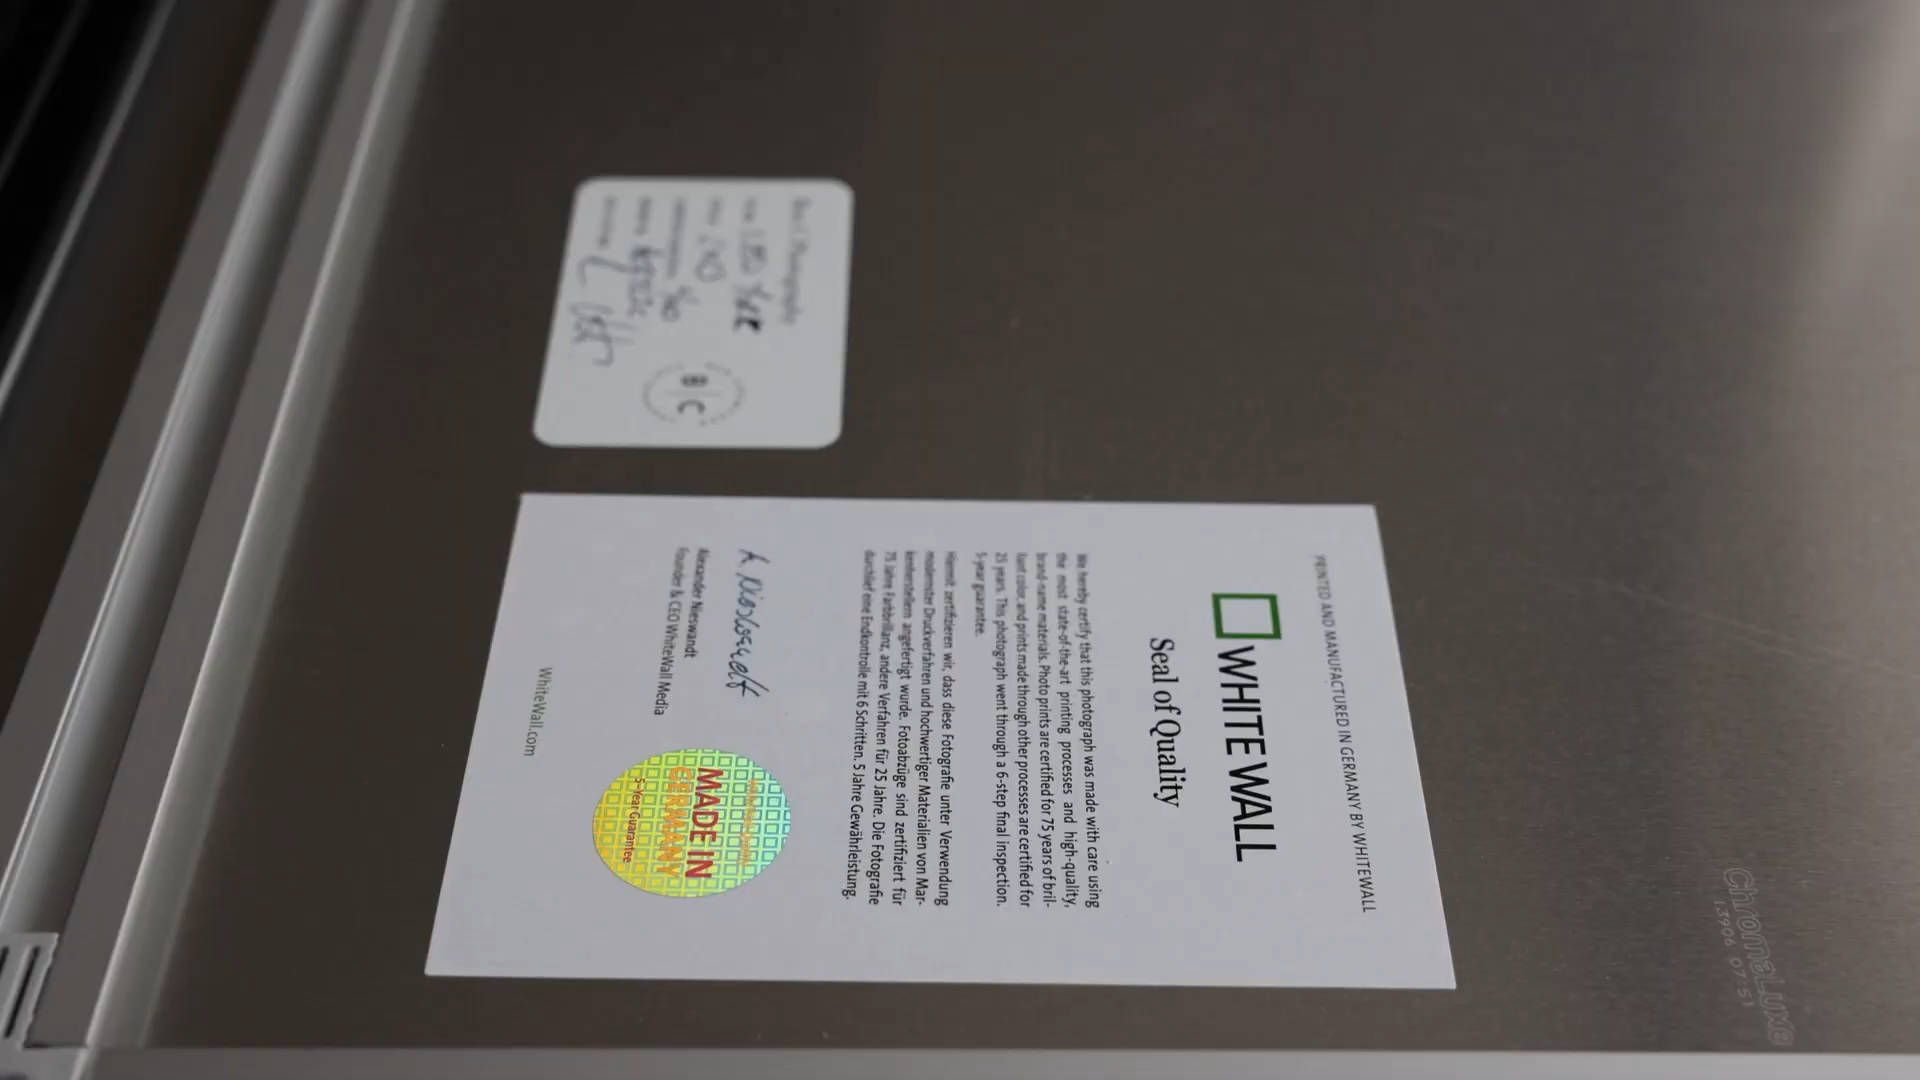 PRINTED AND MANUFACTURED IN GERMANY BY WHITEWALL
WHITE WALL
Seal of Quality
We hereby certify that this photograph was made with care using
the most state-of-the-art printing processes and high-quality,
brand-name materials. Photo prints are certified for 75 years of bril-
liant color, and prints made through other processes are certified for
25 years. This photograph went through a 6-step final inspection.
5-year guarantee.
Hiermit zertifizieren wir, dass diese Fotografie unter Verwendung
modernster Druckverfahren und hochwertiger Materialien von Mar-
kenherstellern angefertigt wurde. Fotoabzüge sind zertifiziert für
75 Jahre Farbbrillanz, andere Verfahren für 25 Jahre. Die Fotografie
durchlief eine Endkontrolle mit 6 Schritten. 5 Jahre Gewährleistung.
Alexander Nieswandt
Founder & CEO WhiteWall Media
MADE IN
GERMANY
5-Year Guarantee
WhiteWall.com
Photography
B C
ChromaLuxe
13906 07:51